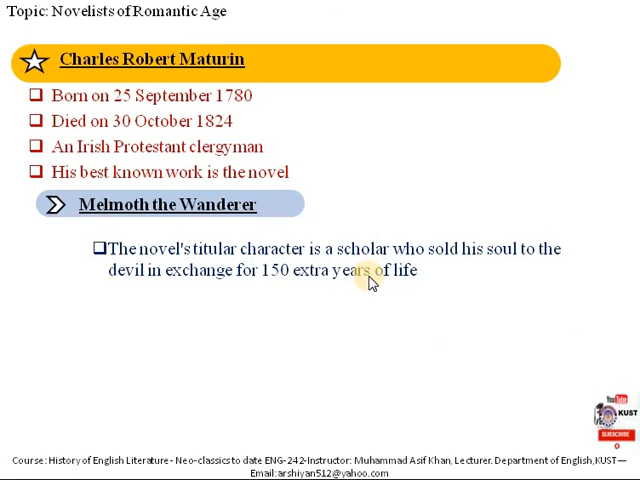 Topic: Novelists of Romantic Age
Charles Robert Maturin
Born on 25 September 1780
Died on 30 October 1824
An Irish Protestant clergyman
His best known work is the novel
Melmoth the Wanderer
The novel's titular character is a scholar who sold his soul to the
devil in exchange for 150 extra years of life
YouTube
KUST
SUBSCRIBE
Course: History of English Literature - Neo-classics to date ENG-242-Instructor: Muhammad Asif Khan, Lecturer. Department of English,KUST—
Email:arshiyan512@yahoo.com